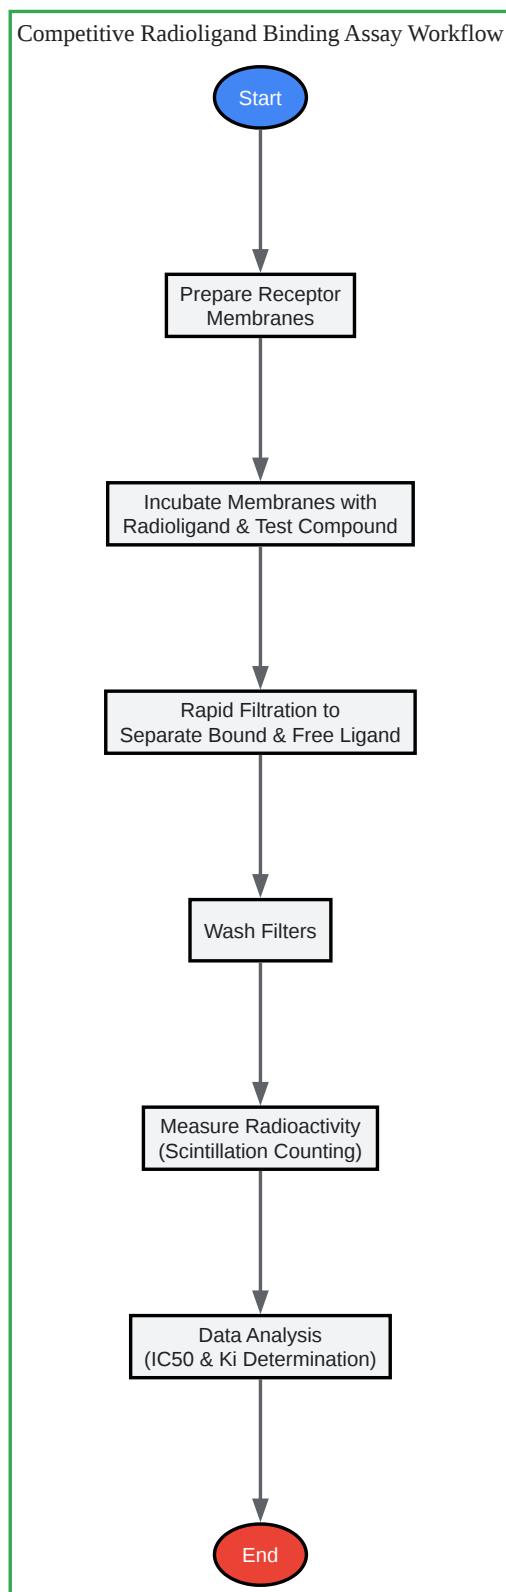 Competitive Radioligand Binding Assay Workflow
Start
Prepare Receptor
Membranes
Incubate Membranes with
Radioligand & Test Compound
Rapid Filtration to
Separate Bound & Free Ligand
Wash Filters
Measure Radioactivity
(Scintillation Counting)
Data Analysis
(IC50 & Ki Determination)
End